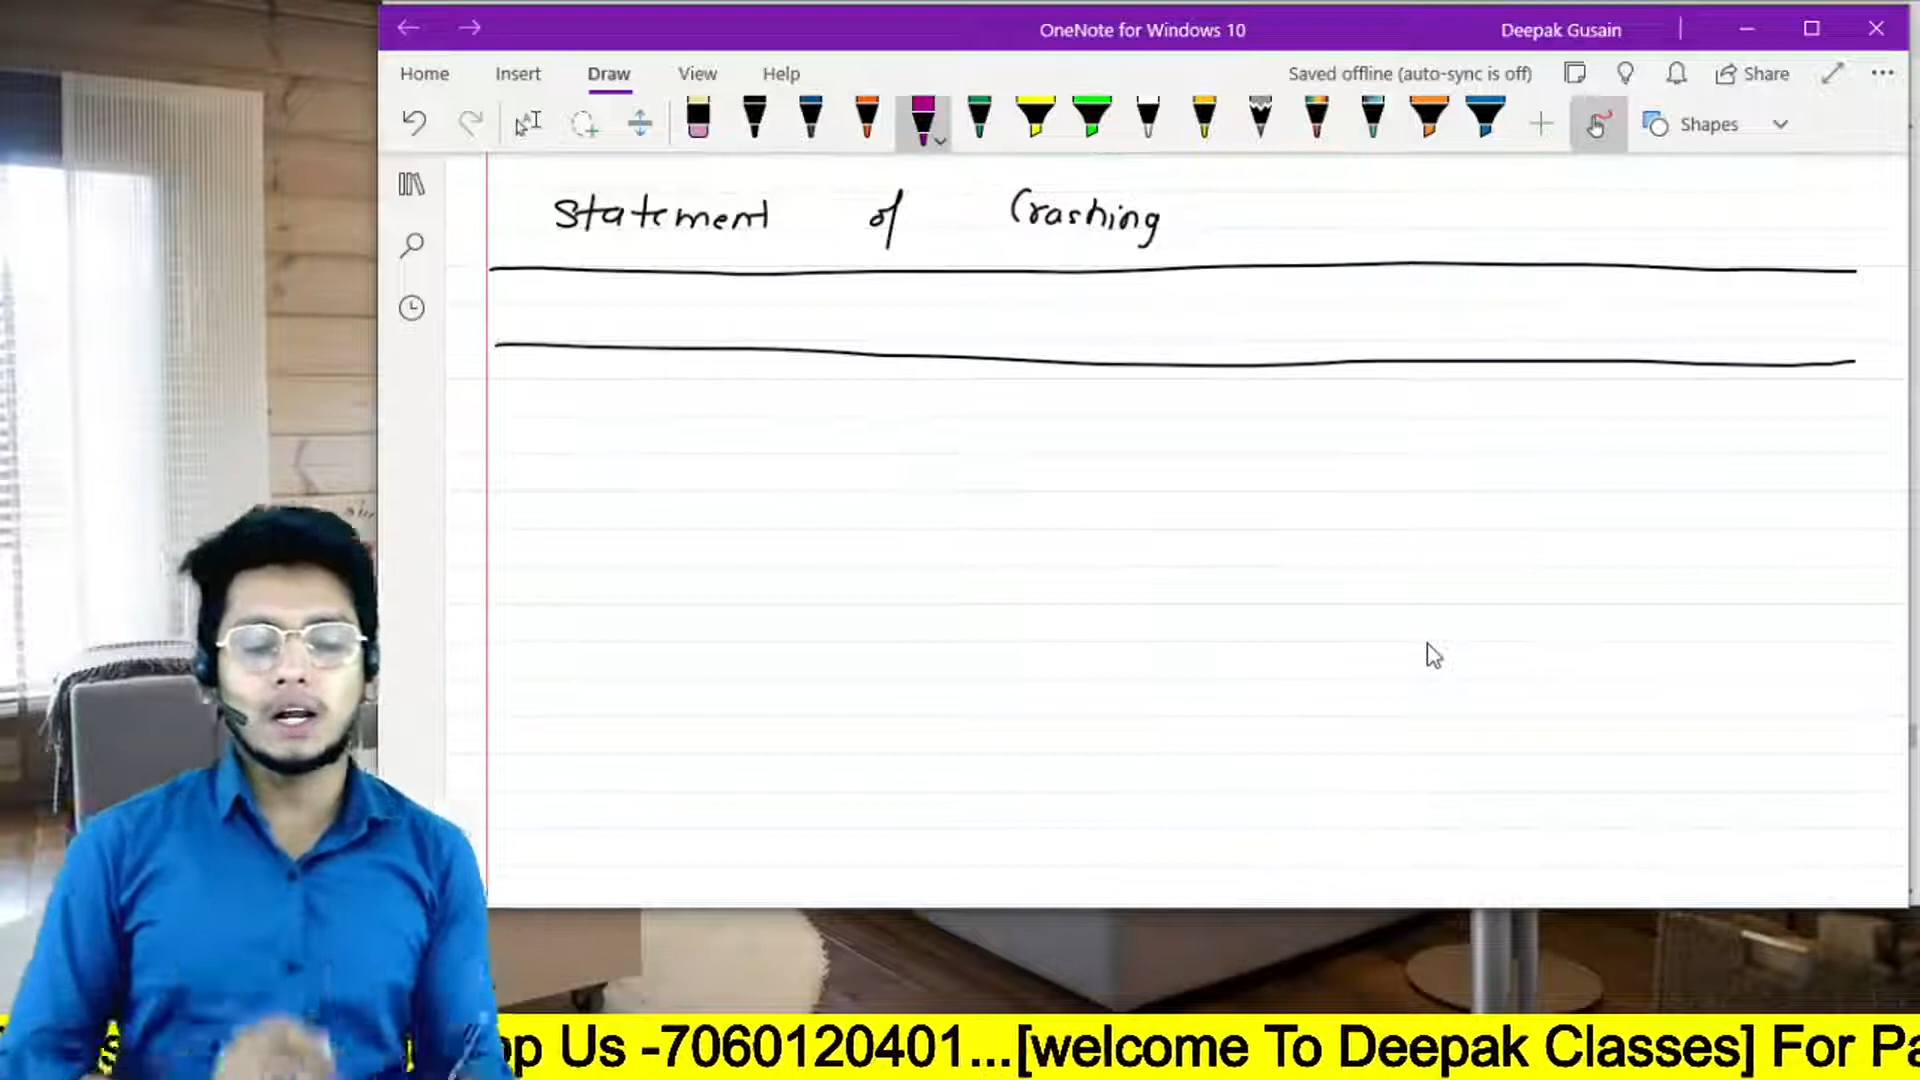 OneNote for Windows 10
Deepak Gusain
Home Insert Draw View Help
Saved offline (auto-sync is off)
Share
Shapes
Statement of Crashing
pp Us -7060120401...[welcome To Deepak Classes] For Pa